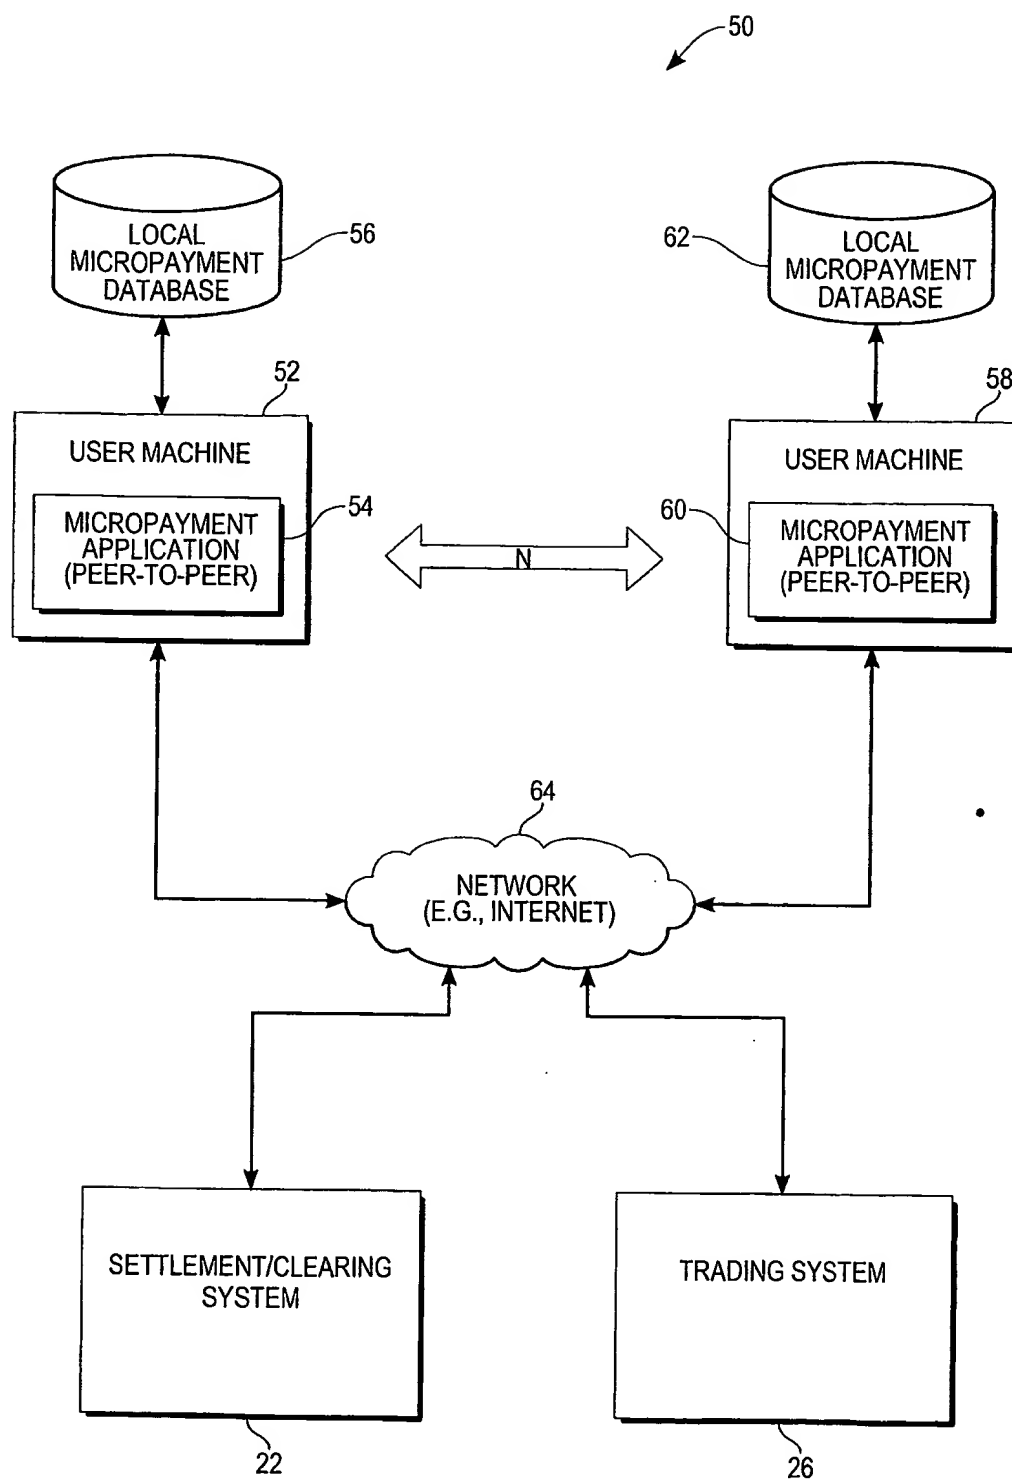 50
LOCAL
MICROPAYMENT
DATABASE
56
62
LOCAL
MICROPAYMENT
DATABASE
52
USER MACHINE
MICROPAYMENT
APPLICATION
(PEER-TO-PEER)
54
N
58
USER MACHINE
60
MICROPAYMENT
APPLICATION
(PEER-TO-PEER)
64
NETWORK
(E.G., INTERNET)
SETTLEMENT/CLEARING
SYSTEM
22
TRADING SYSTEM
26